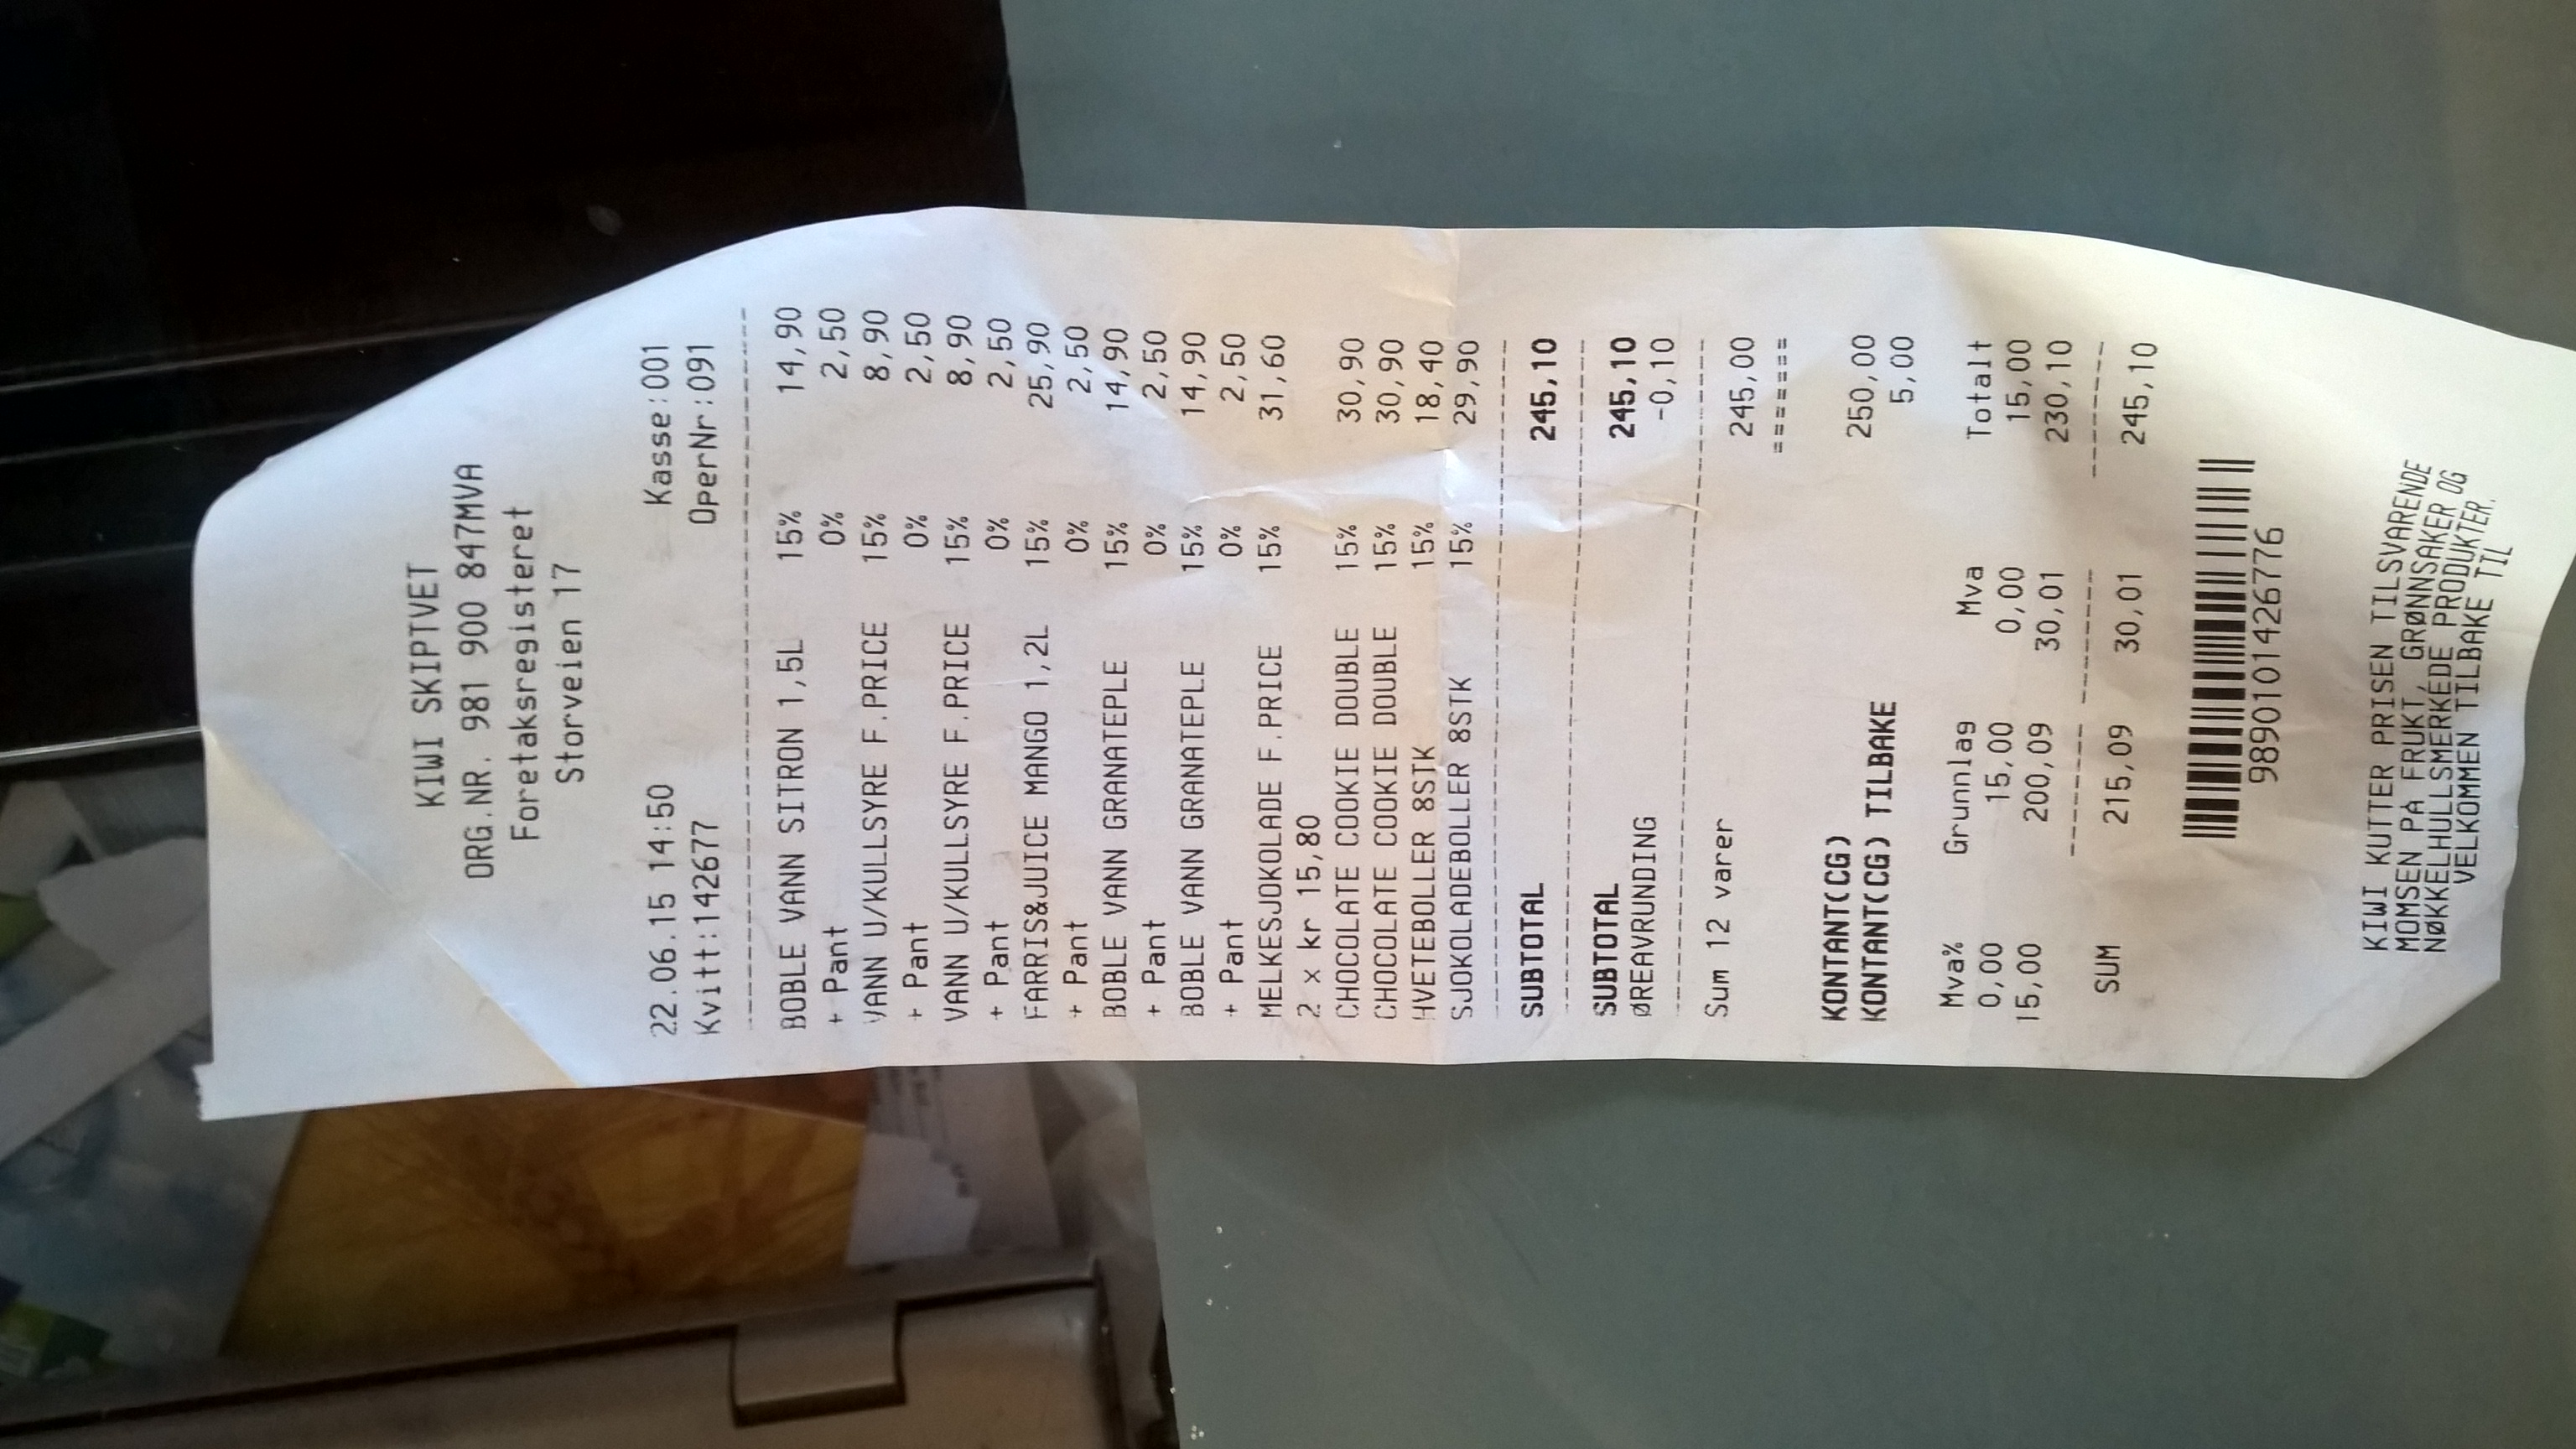 KIWI SKIPTVET
ORG.NR. 981 900 847MVA
Foretaksregisteret
Storveien 17
22.06.15 14:50 Kasse:001
Kvitt:142677 OperNr:091
BOBLE VANN SITRON 1,5L 15% 14,90
+ Pant 0% 2,50
VANN U/KULLSYRE F.PRICE 15% 8,90
+ Pant 0% 2,50
VANN U/KULLSYRE F.PRICE 15% 8,90
+ Pant 0% 2,50
FARRIS&JUICE MANGO 1,2L 15% 25,90
+ Pant 0% 2,50
BOBLE VANN GRANATEPLE 15% 14,90
+ Pant 0% 2,50
BOBLE VANN GRANATEPLE 15% 14,90
+ Pant 0% 2,50
MELKESJOKOLADE F.PRICE 15% 31,60
2 x kr 15,80
CHOCOLATE COOKIE DOUBLE 15% 30,90
CHOCOLATE COOKIE DOUBLE 15% 30,90
HVETEBOLLER 8STK 15% 18,40
SJOKOLADEBOLLER 8STK 15% 29,90
SUBTOTAL 245,10
SUBTOTAL 245,10
ØREAVRUNDING -0,10
Sum 12 varer 245,00
=======
KONTANT(CG) 250,00
KONTANT(CG) TILBAKE 5,00
Mva% Grunnlag Mva Totalt
0,00 15,00 0,00 15,00
15,00 200,09 30,01 230,10
SUM 215,09 30,01 245,10
9890101426776
KIWI KUTTER PRISEN TILSVARENDE
MOMSEN PÅ FRUKT, GRØNNSAKER OG
NØKKELHULLSMERKEDE PRODUKTER.
VELKOMMEN TILBAKE TIL